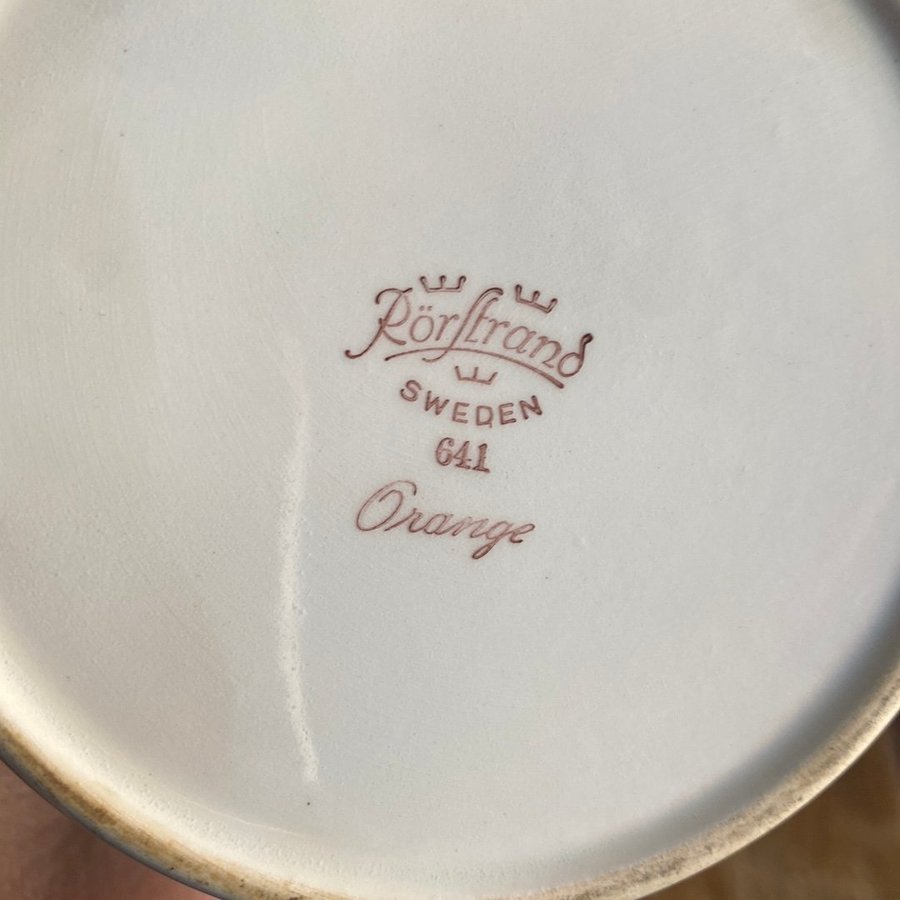 Rörstrand
SWEDEN
641
Orange